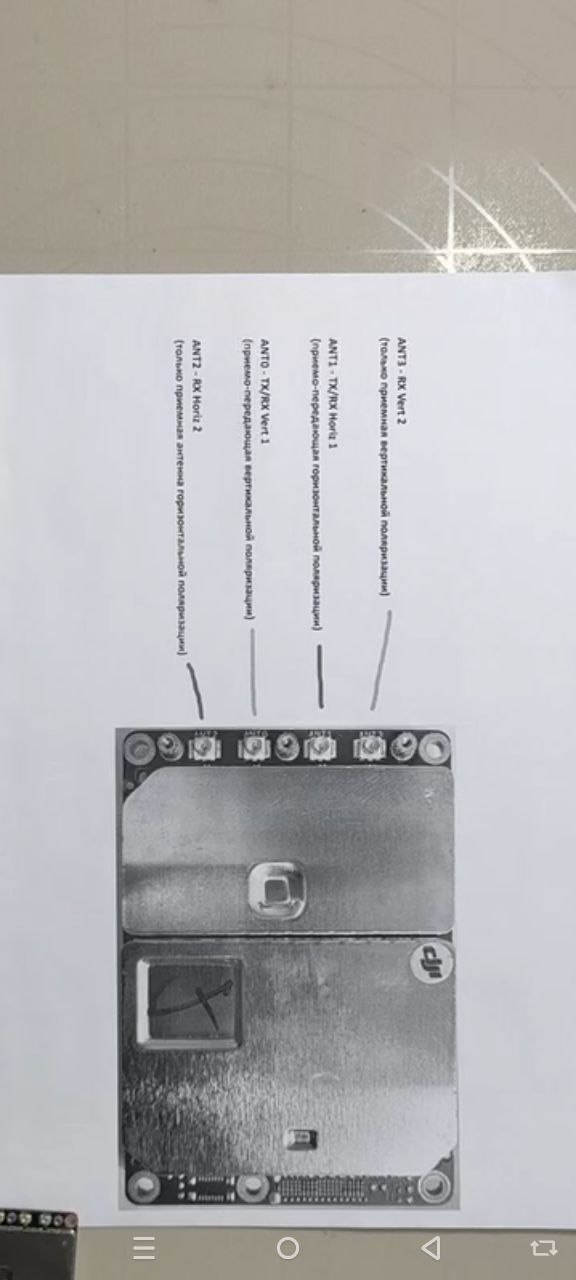 ANT3 - RX Vert 2
(только приемная вертикальной поляризации)
ANT1 - TX/RX Horiz 1
(приемо-передающая горизонтальной поляризации)
ANT0 - TX/RX Vert 1
(приемо-передающая вертикальной поляризации)
ANT2 - RX Horiz 2
(только приемная антенна горизонтальной поляризации)
ANT2
ANT0
ANT1
ANT3
dji